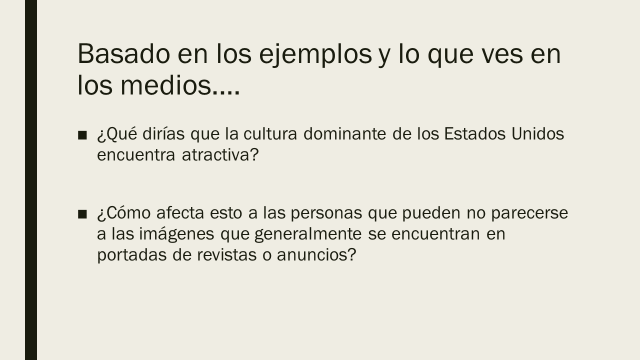 Basado en los ejemplos y lo que ves en
los medios....
■ ¿Qué dirías que la cultura dominante de los Estados Unidos
encuentra atractiva?
■ ¿Cómo afecta esto a las personas que pueden no parecerse
a las imágenes que generalmente se encuentran en
portadas de revistas o anuncios?